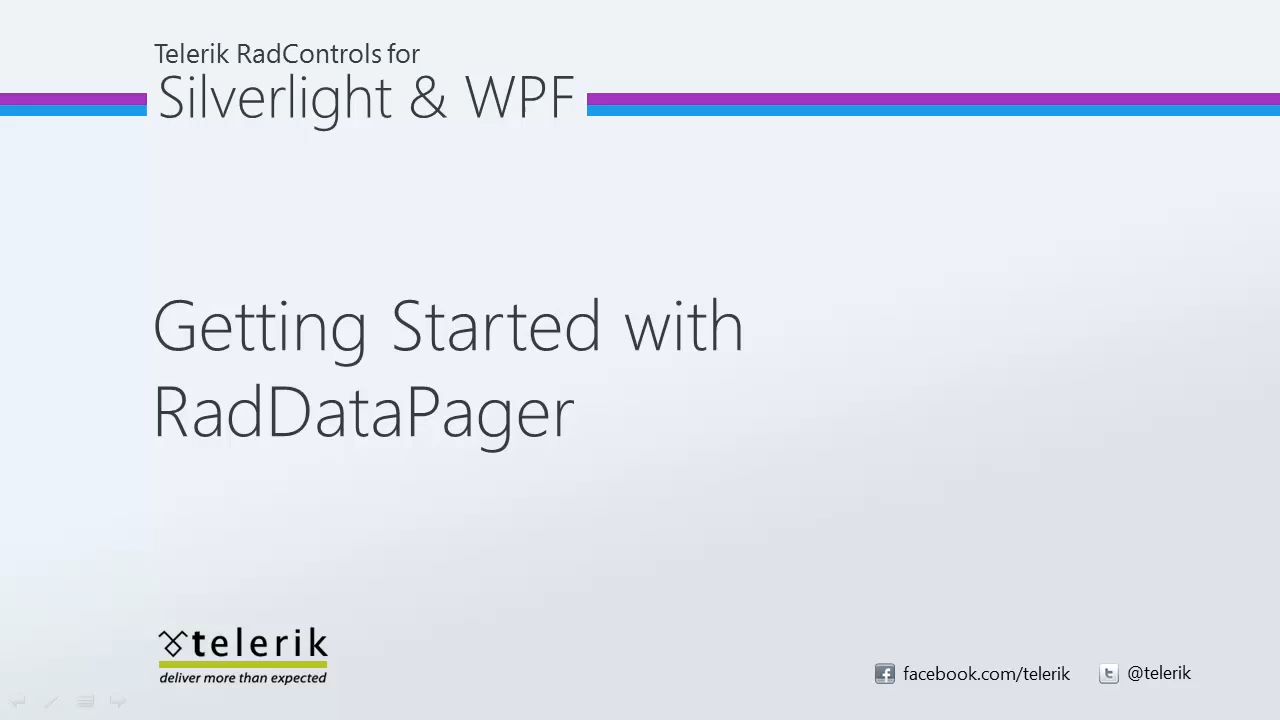 Telerik RadControls for
Silverlight & WPF
Getting Started with
RadDataPager
telerik
deliver more than expected
facebook.com/telerik
@telerik